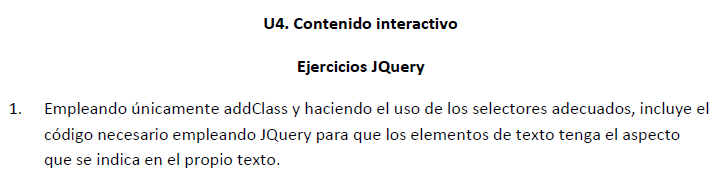 U4. Contenido interactivo
Ejercicios JQuery
1. Empleando únicamente addClass y haciendo el uso de los selectores adecuados, incluye el
código necesario empleando JQuery para que los elementos de texto tenga el aspecto
que se indica en el propio texto.